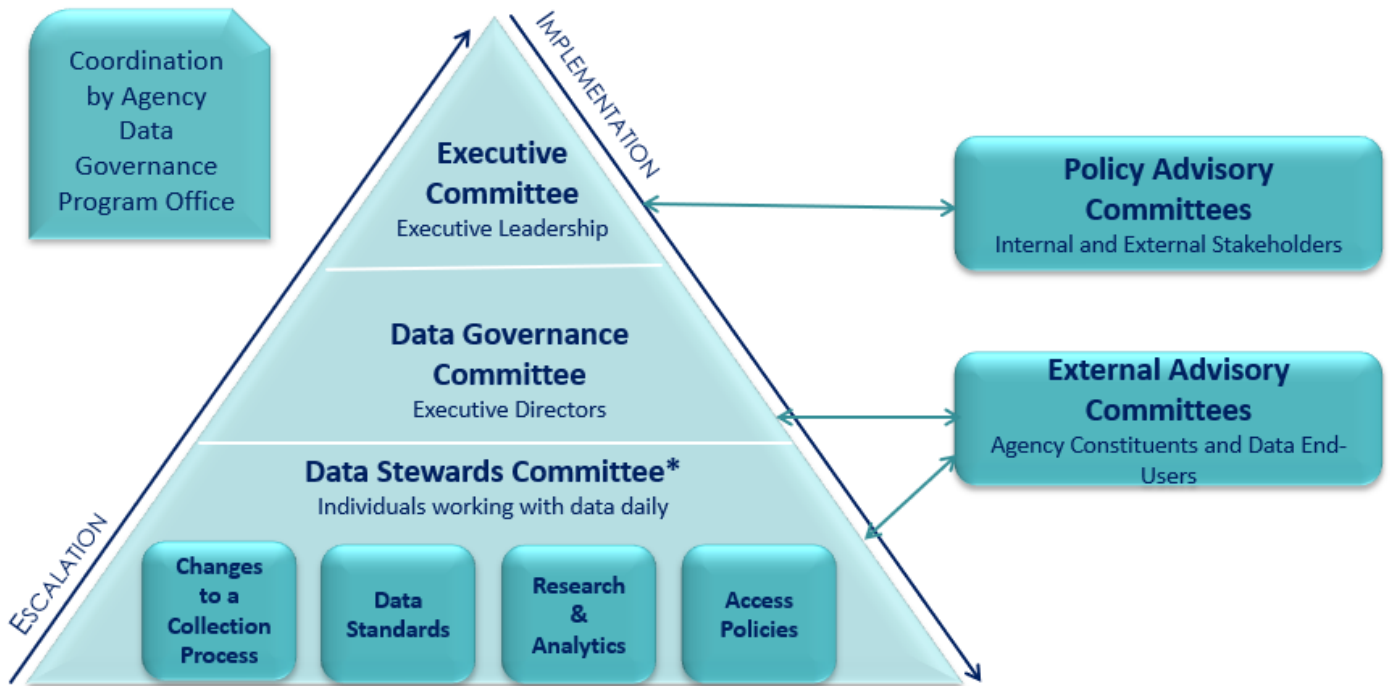 Coordination
by Agency
Data
Governance
Program Office
ESCALATION
IMPLEMENTATION
Executive
Committee
Executive Leadership
Data Governance
Committee
Executive Directors
Data Stewards Committee*
Individuals working with data daily
Changes
to a
Collection
Process
Data
Standards
Research
&
Analytics
Access
Policies
Policy Advisory
Committees
Internal and External Stakeholders
External Advisory
Committees
Agency Constituents and Data End-
Users